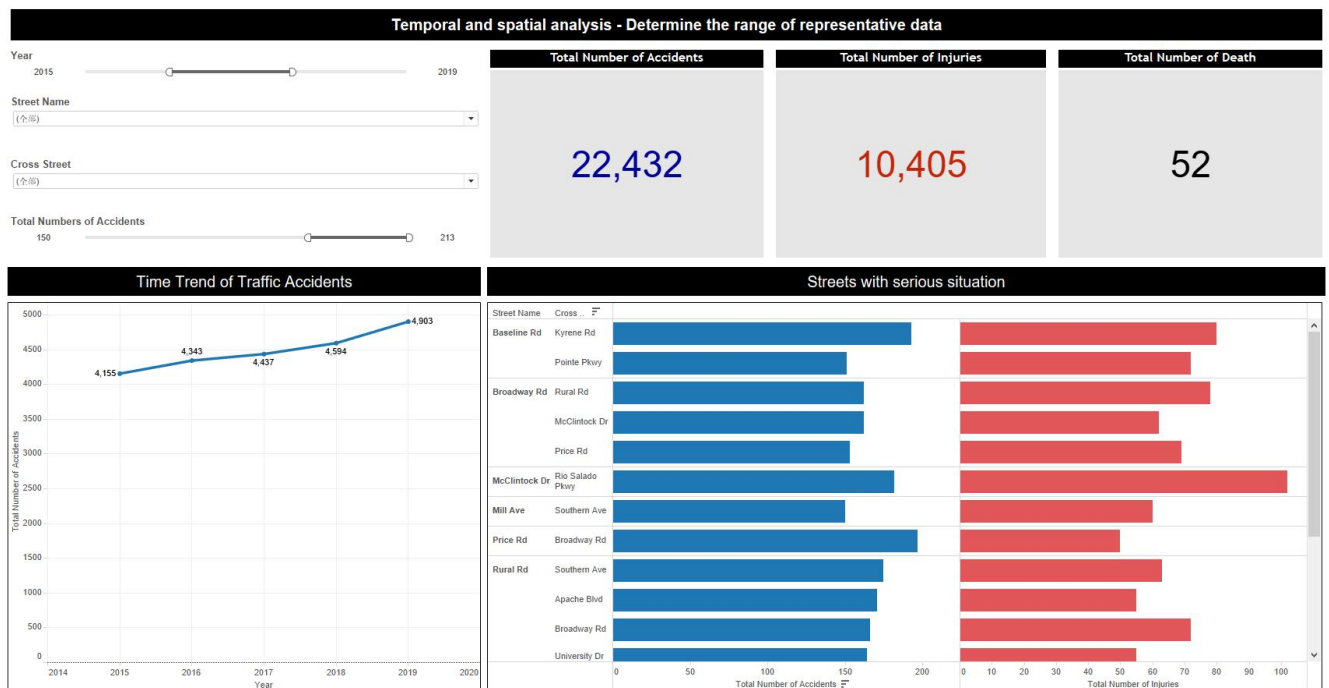 Temporal and spatial analysis - Determine the range of representative data
Year
2015 2019
Street Name
(全部)
Cross Street
(全部)
Total Numbers of Accidents
150 213
Total Number of Accidents
22,432
Total Number of Injuries
10,405
Total Number of Death
52
Time Trend of Traffic Accidents
5000
4500
4000
3500
3000
2500
2000
1500
1000
500
0
Total Number of Accidents
4,155
4,343
4,437
4,594
4,903
2014 2015 2016 2017 2018 2019 2020
Year
Streets with serious situation
Street Name Cross ..
Baseline Rd Kyrene Rd
Pointe Pkwy
Broadway Rd Rural Rd
McClintock Dr
Price Rd
McClintock Dr Rio Salado
Pkwy
Mill Ave Southern Ave
Price Rd Broadway Rd
Rural Rd Southern Ave
Apache Blvd
Broadway Rd
University Dr
0 50 100 150 200
Total Number of Accidents
0 10 20 30 40 50 60 70 80 90 100
Total Number of Injuries